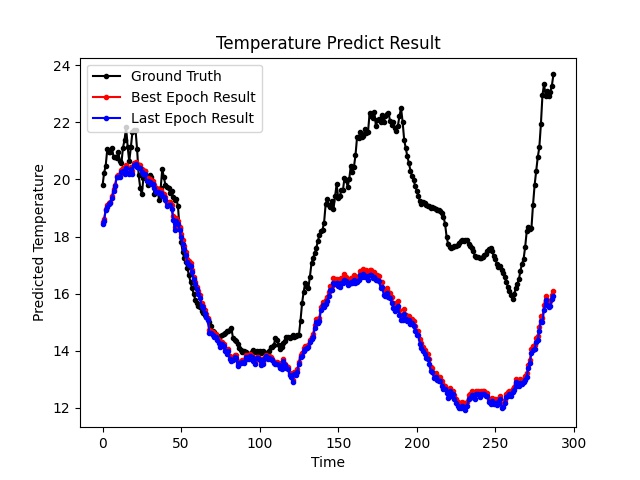 Temperature Predict Result
Ground Truth
Best Epoch Result
Last Epoch Result
Predicted Temperature
24
22
20
18
16
14
12
0 50 100 150 200 250 300
Time